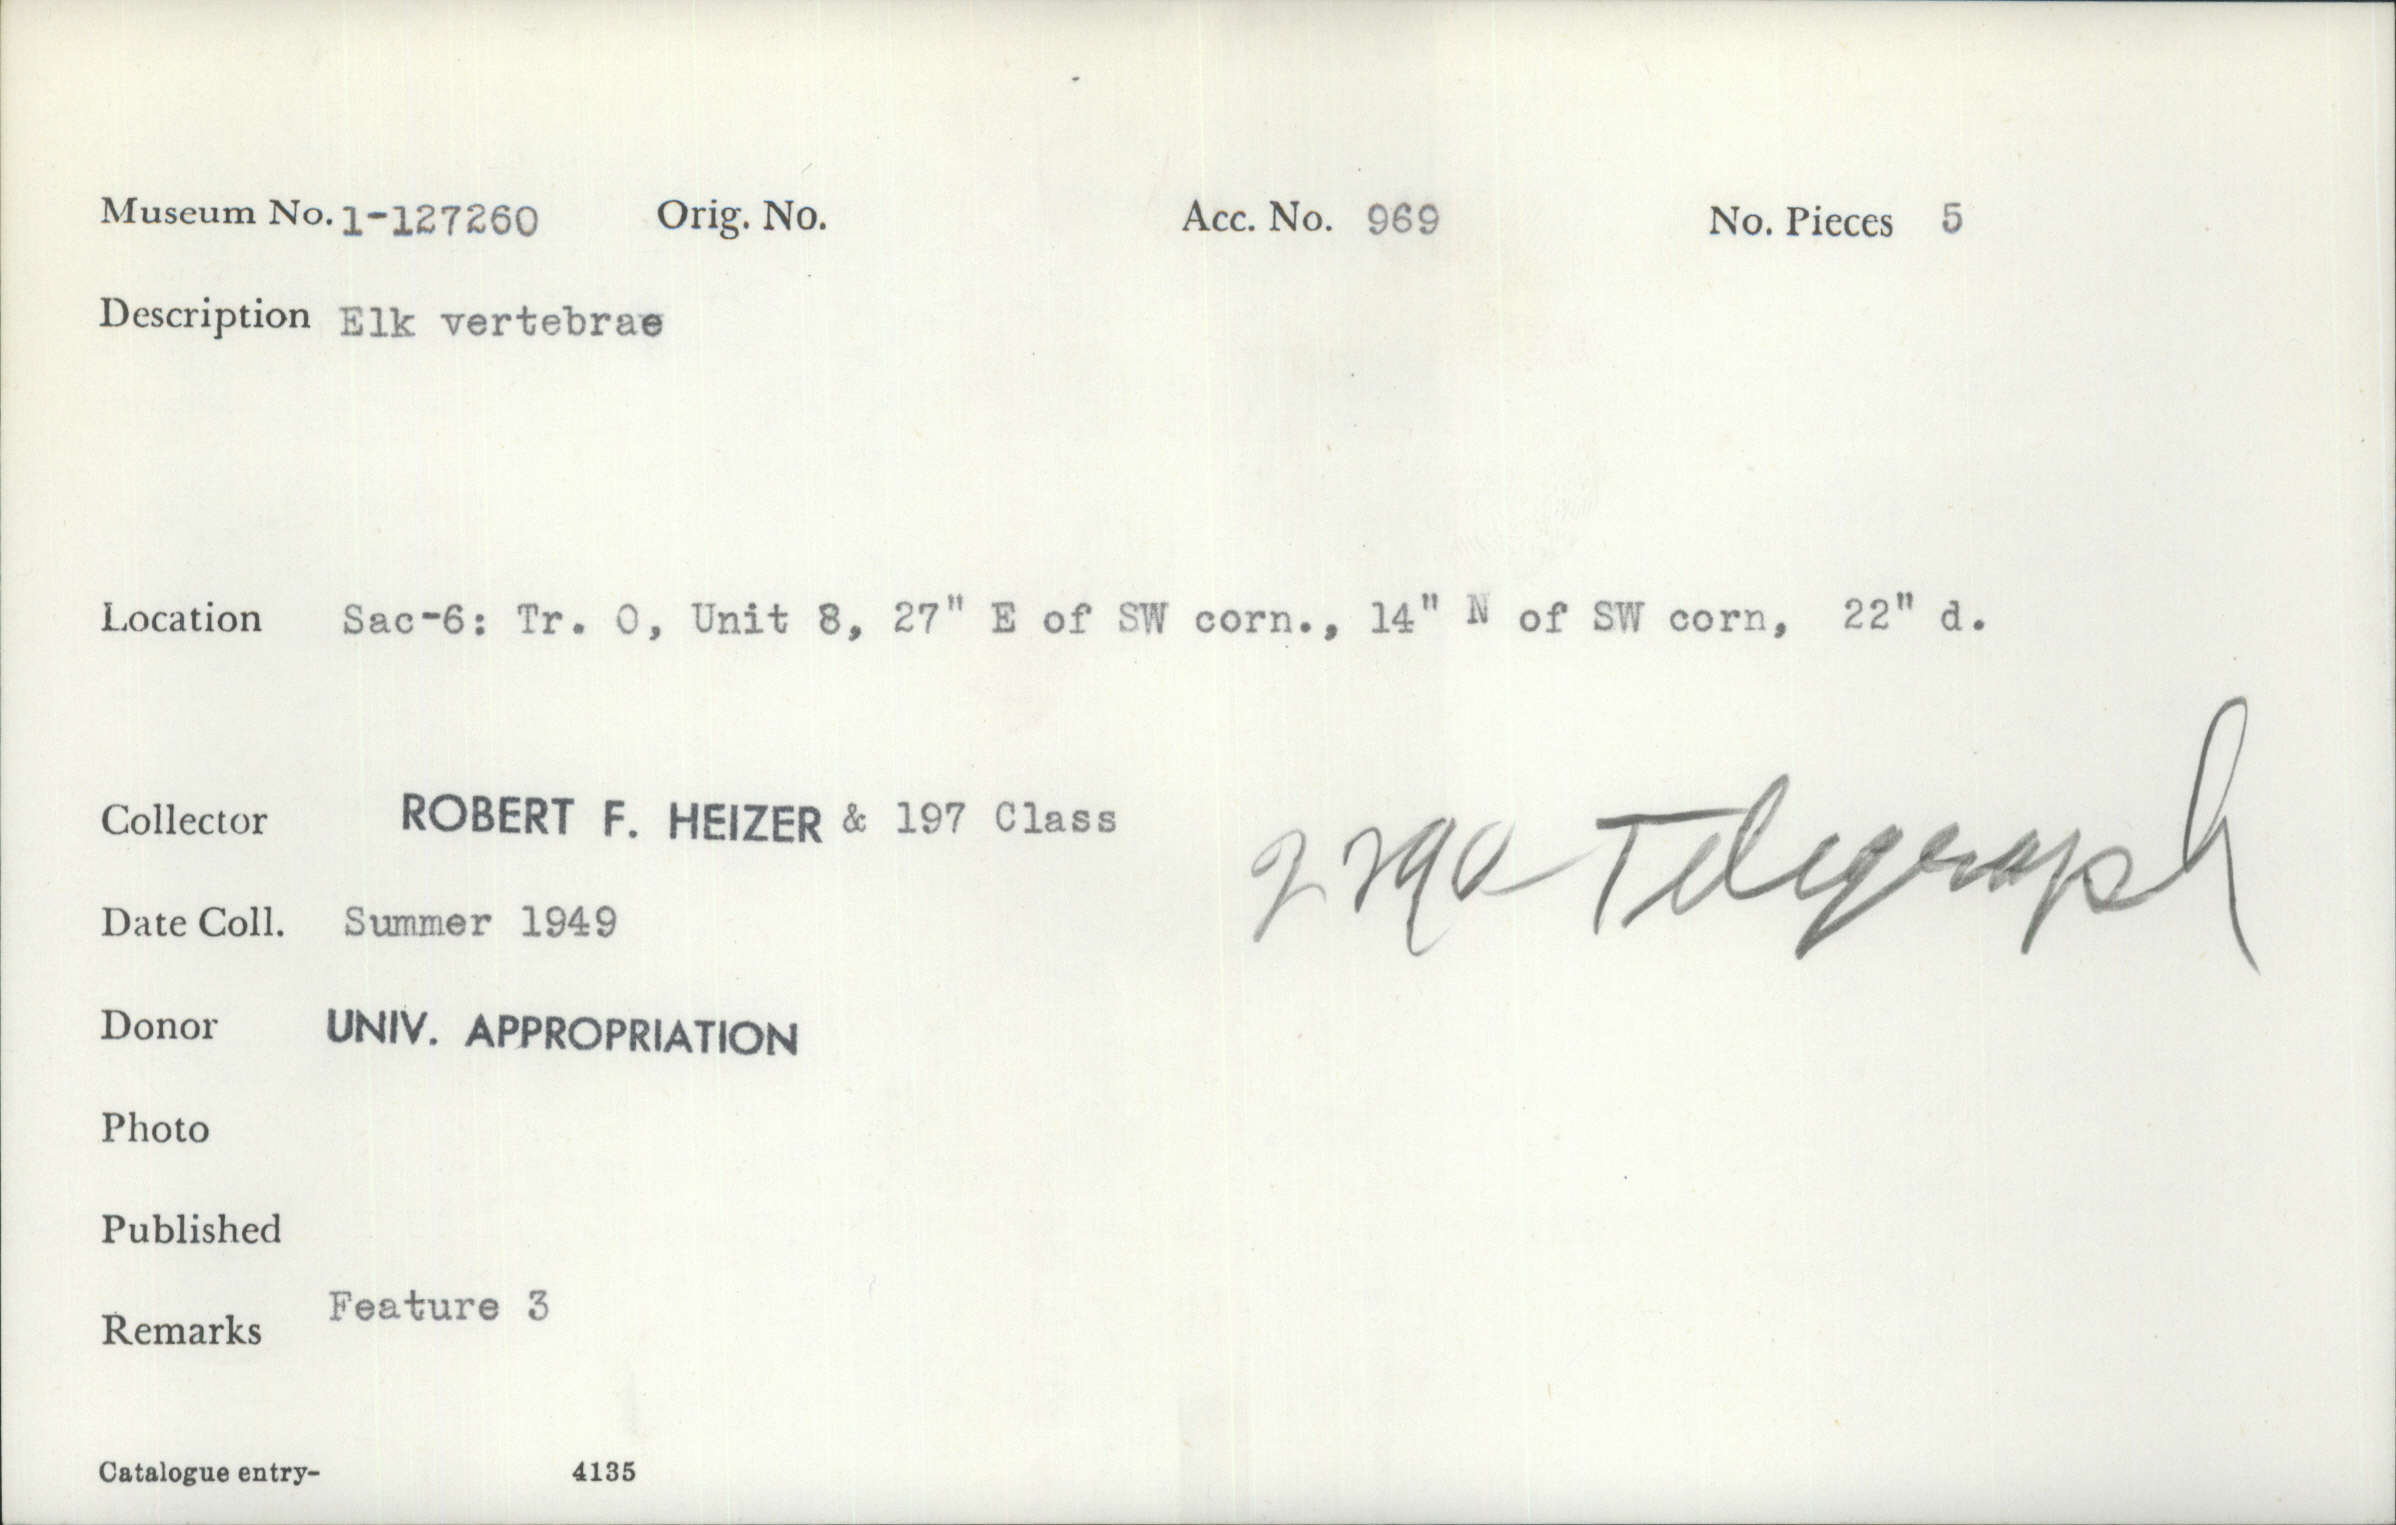 Museum No. 1-127260 Orig. No. Acc. No. 969 No. Pieces 5
Description Elk vertebrae
Location Sac-6: Tr. O, Unit 8, 27" E of SW corn., 14" N of SW corn, 22" d.
Collector ROBERT F. HEIZER & 197 Class
2290 Telegraph
Date Coll. Summer 1949
Donor UNIV. APPROPRIATION
Photo
Published
Remarks Feature 3
Catalogue entry- 4135